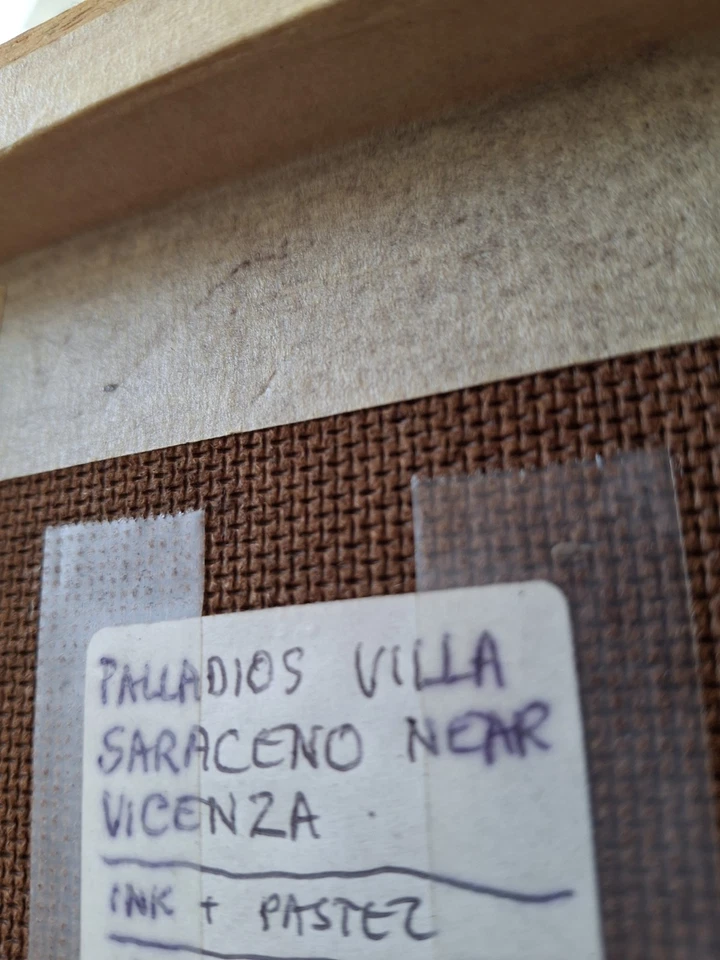 PALLADIOS VILLA
SARACENO NEAR
VICENZA .
INK + PASTEL